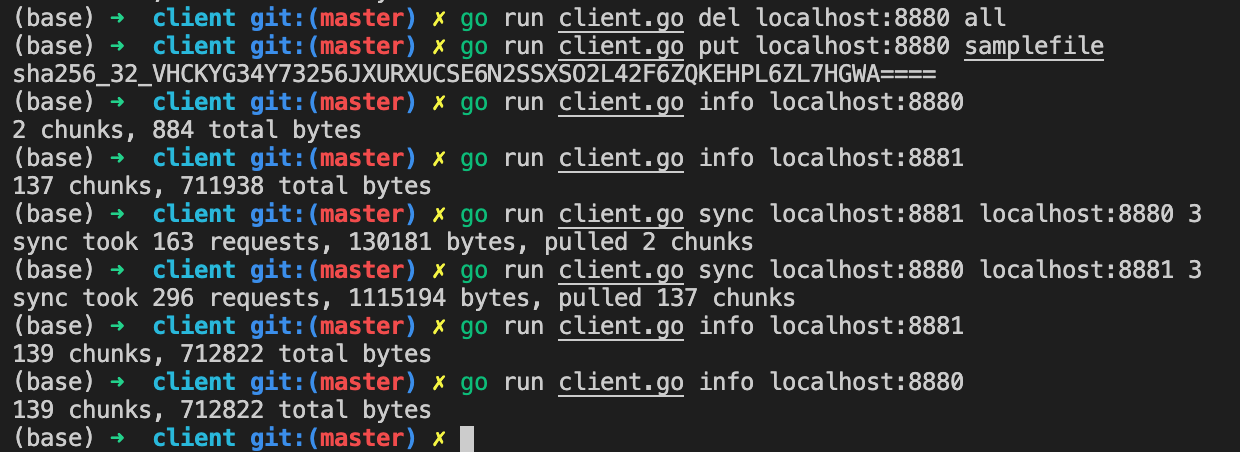 (base) ➜  client git:(master) ✗ go run client.go del localhost:8880 all
(base) ➜  client git:(master) ✗ go run client.go put localhost:8880 samplefile
sha256_32_VHCKYG34Y73256JXURXUCSE6N2SSXSO2L42F6ZQKEHPL6ZL7HGWA====
(base) ➜  client git:(master) ✗ go run client.go info localhost:8880
2 chunks, 884 total bytes
(base) ➜  client git:(master) ✗ go run client.go info localhost:8881
137 chunks, 711938 total bytes
(base) ➜  client git:(master) ✗ go run client.go sync localhost:8881 localhost:8880 3
sync took 163 requests, 130181 bytes, pulled 2 chunks
(base) ➜  client git:(master) ✗ go run client.go sync localhost:8880 localhost:8881 3
sync took 296 requests, 1115194 bytes, pulled 137 chunks
(base) ➜  client git:(master) ✗ go run client.go info localhost:8881
139 chunks, 712822 total bytes
(base) ➜  client git:(master) ✗ go run client.go info localhost:8880
139 chunks, 712822 total bytes
(base) ➜  client git:(master) ✗